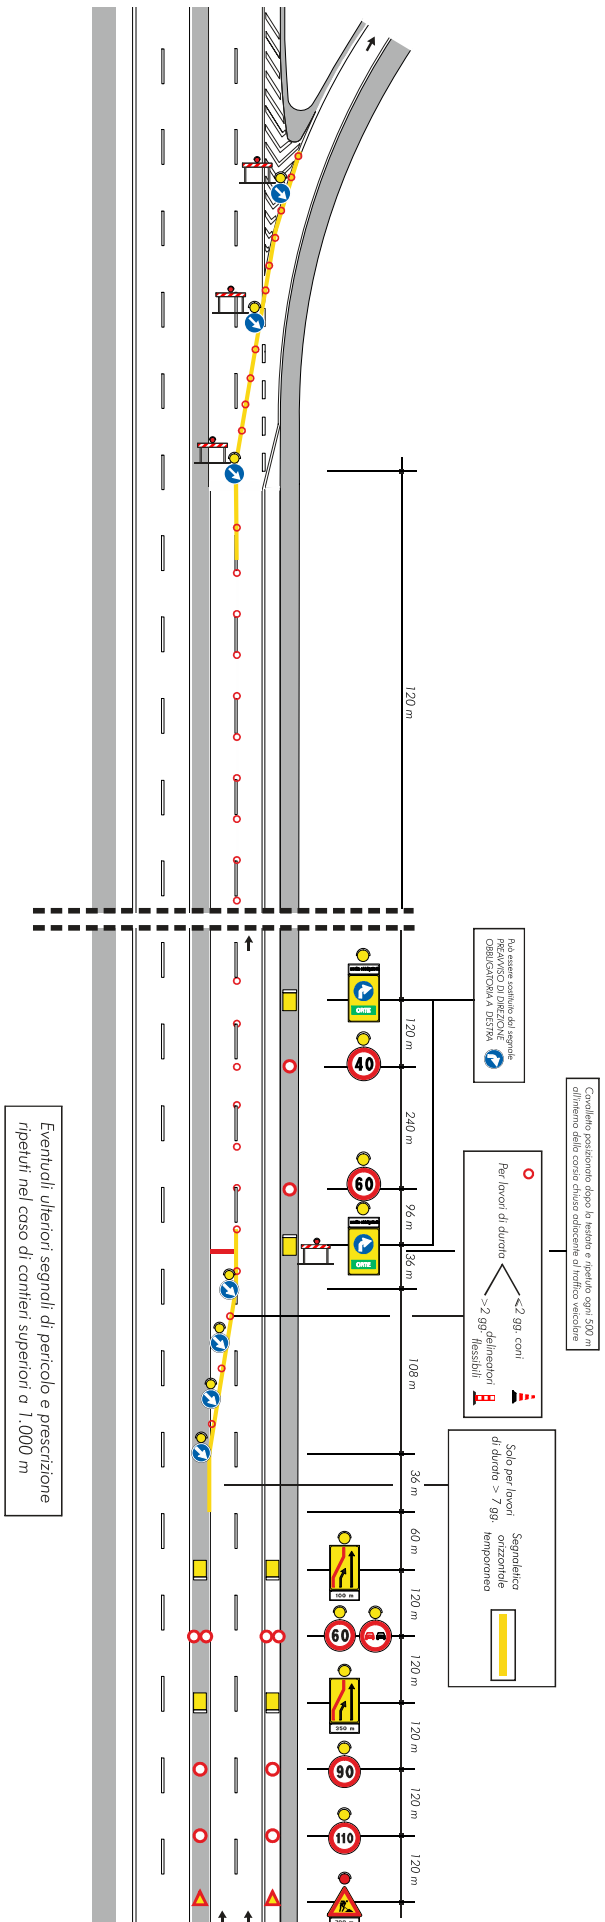 Può essere sostituito dal segnale
PREAVVISO DI DIREZIONE
OBBLIGATORIA A DESTRA
Cavalletto posizionato dopo la testata e ripetuto ogni 500 m
all'interno della corsia chiusa adiacente al traffico veicolare
Per lavori di durata
<2 gg. coni
>2 gg. delineatori
flessibili
Solo per lavori
di durata > 7 gg.
Segnaletica
orizzontale
temporanea
120 m
120 m
240 m
96 m
36 m
108 m
36 m
60 m
120 m
120 m
120 m
120 m
120 m
ORTE
40
60
ORTE
100 m
60
350 m
90
110
Eventuali ulteriori segnali di pericolo e prescrizione
ripetuti nel caso di cantieri superiori a 1.000 m